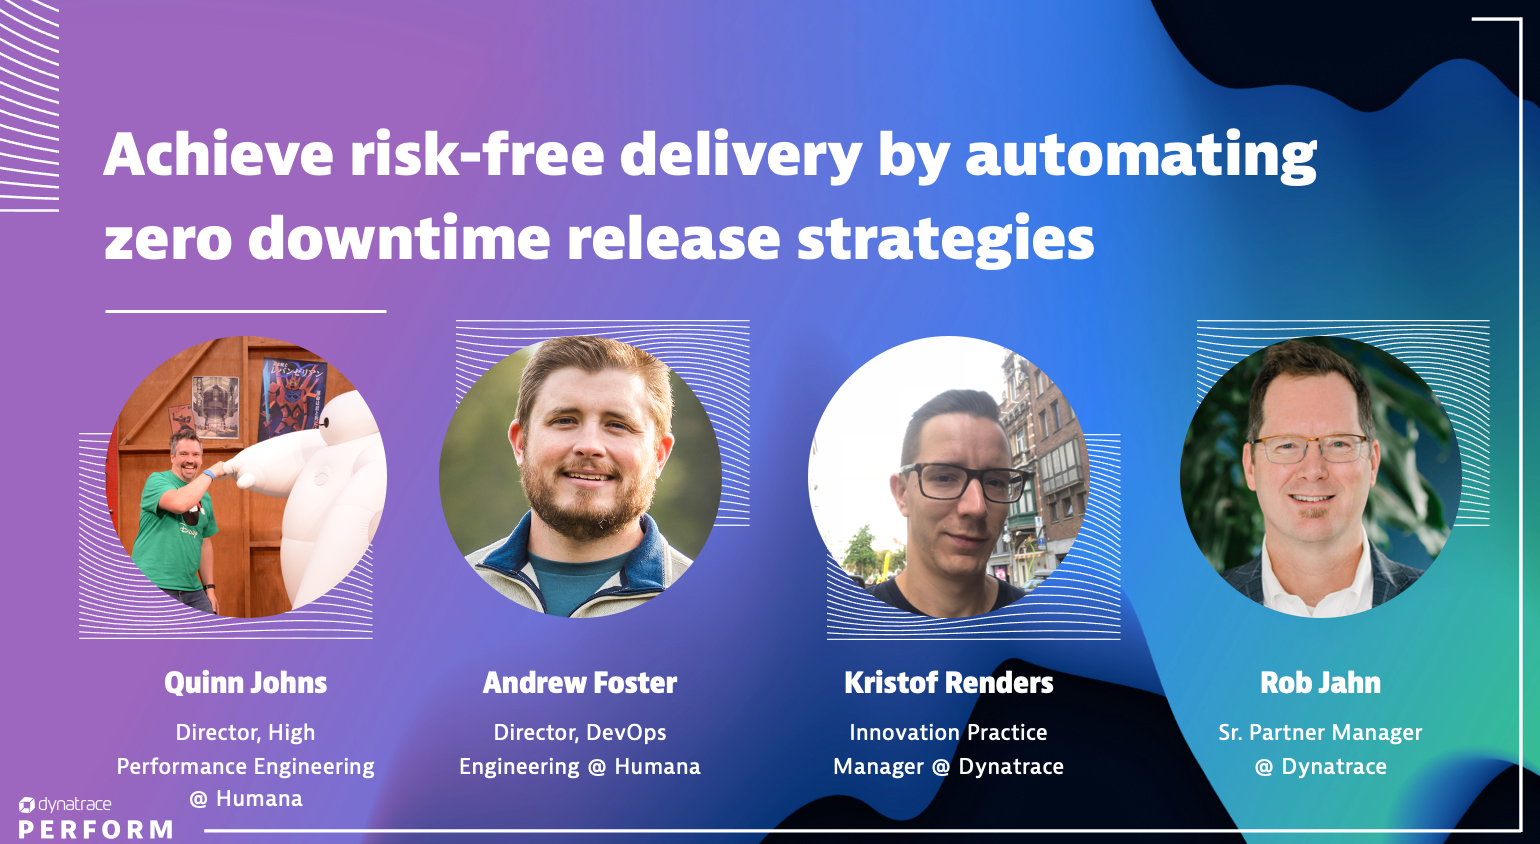 Achieve risk-free delivery by automating
zero downtime release strategies
Quinn Johns
Director, High
Performance Engineering
@ Humana
Andrew Foster
Director, DevOps
Engineering @ Humana
Kristof Renders
Innovation Practice
Manager @ Dynatrace
Rob Jahn
Sr. Partner Manager
@ Dynatrace
dynatrace
PERFORM